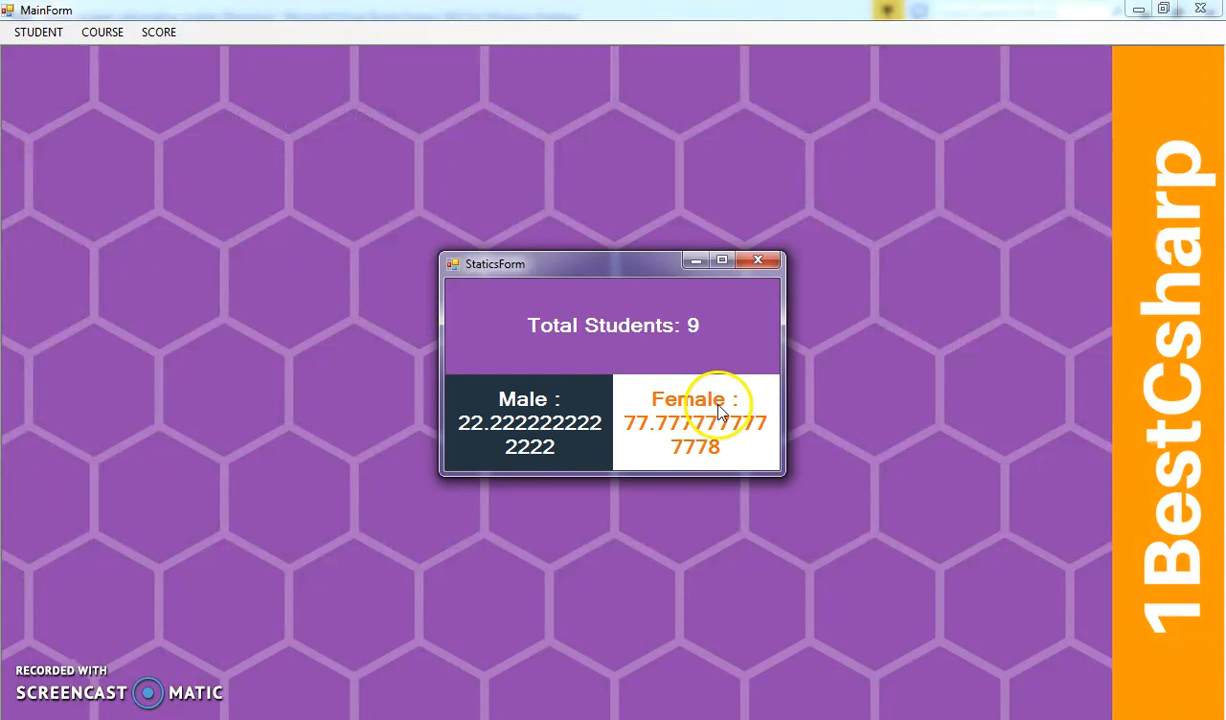 MainForm
STUDENT COURSE SCORE
StaticsForm
Total Students: 9
Male :
22.222222222
2222
Female :
77.777777777
7778
1BestCsharp
RECORDED WITH
SCREENCAST MATIC